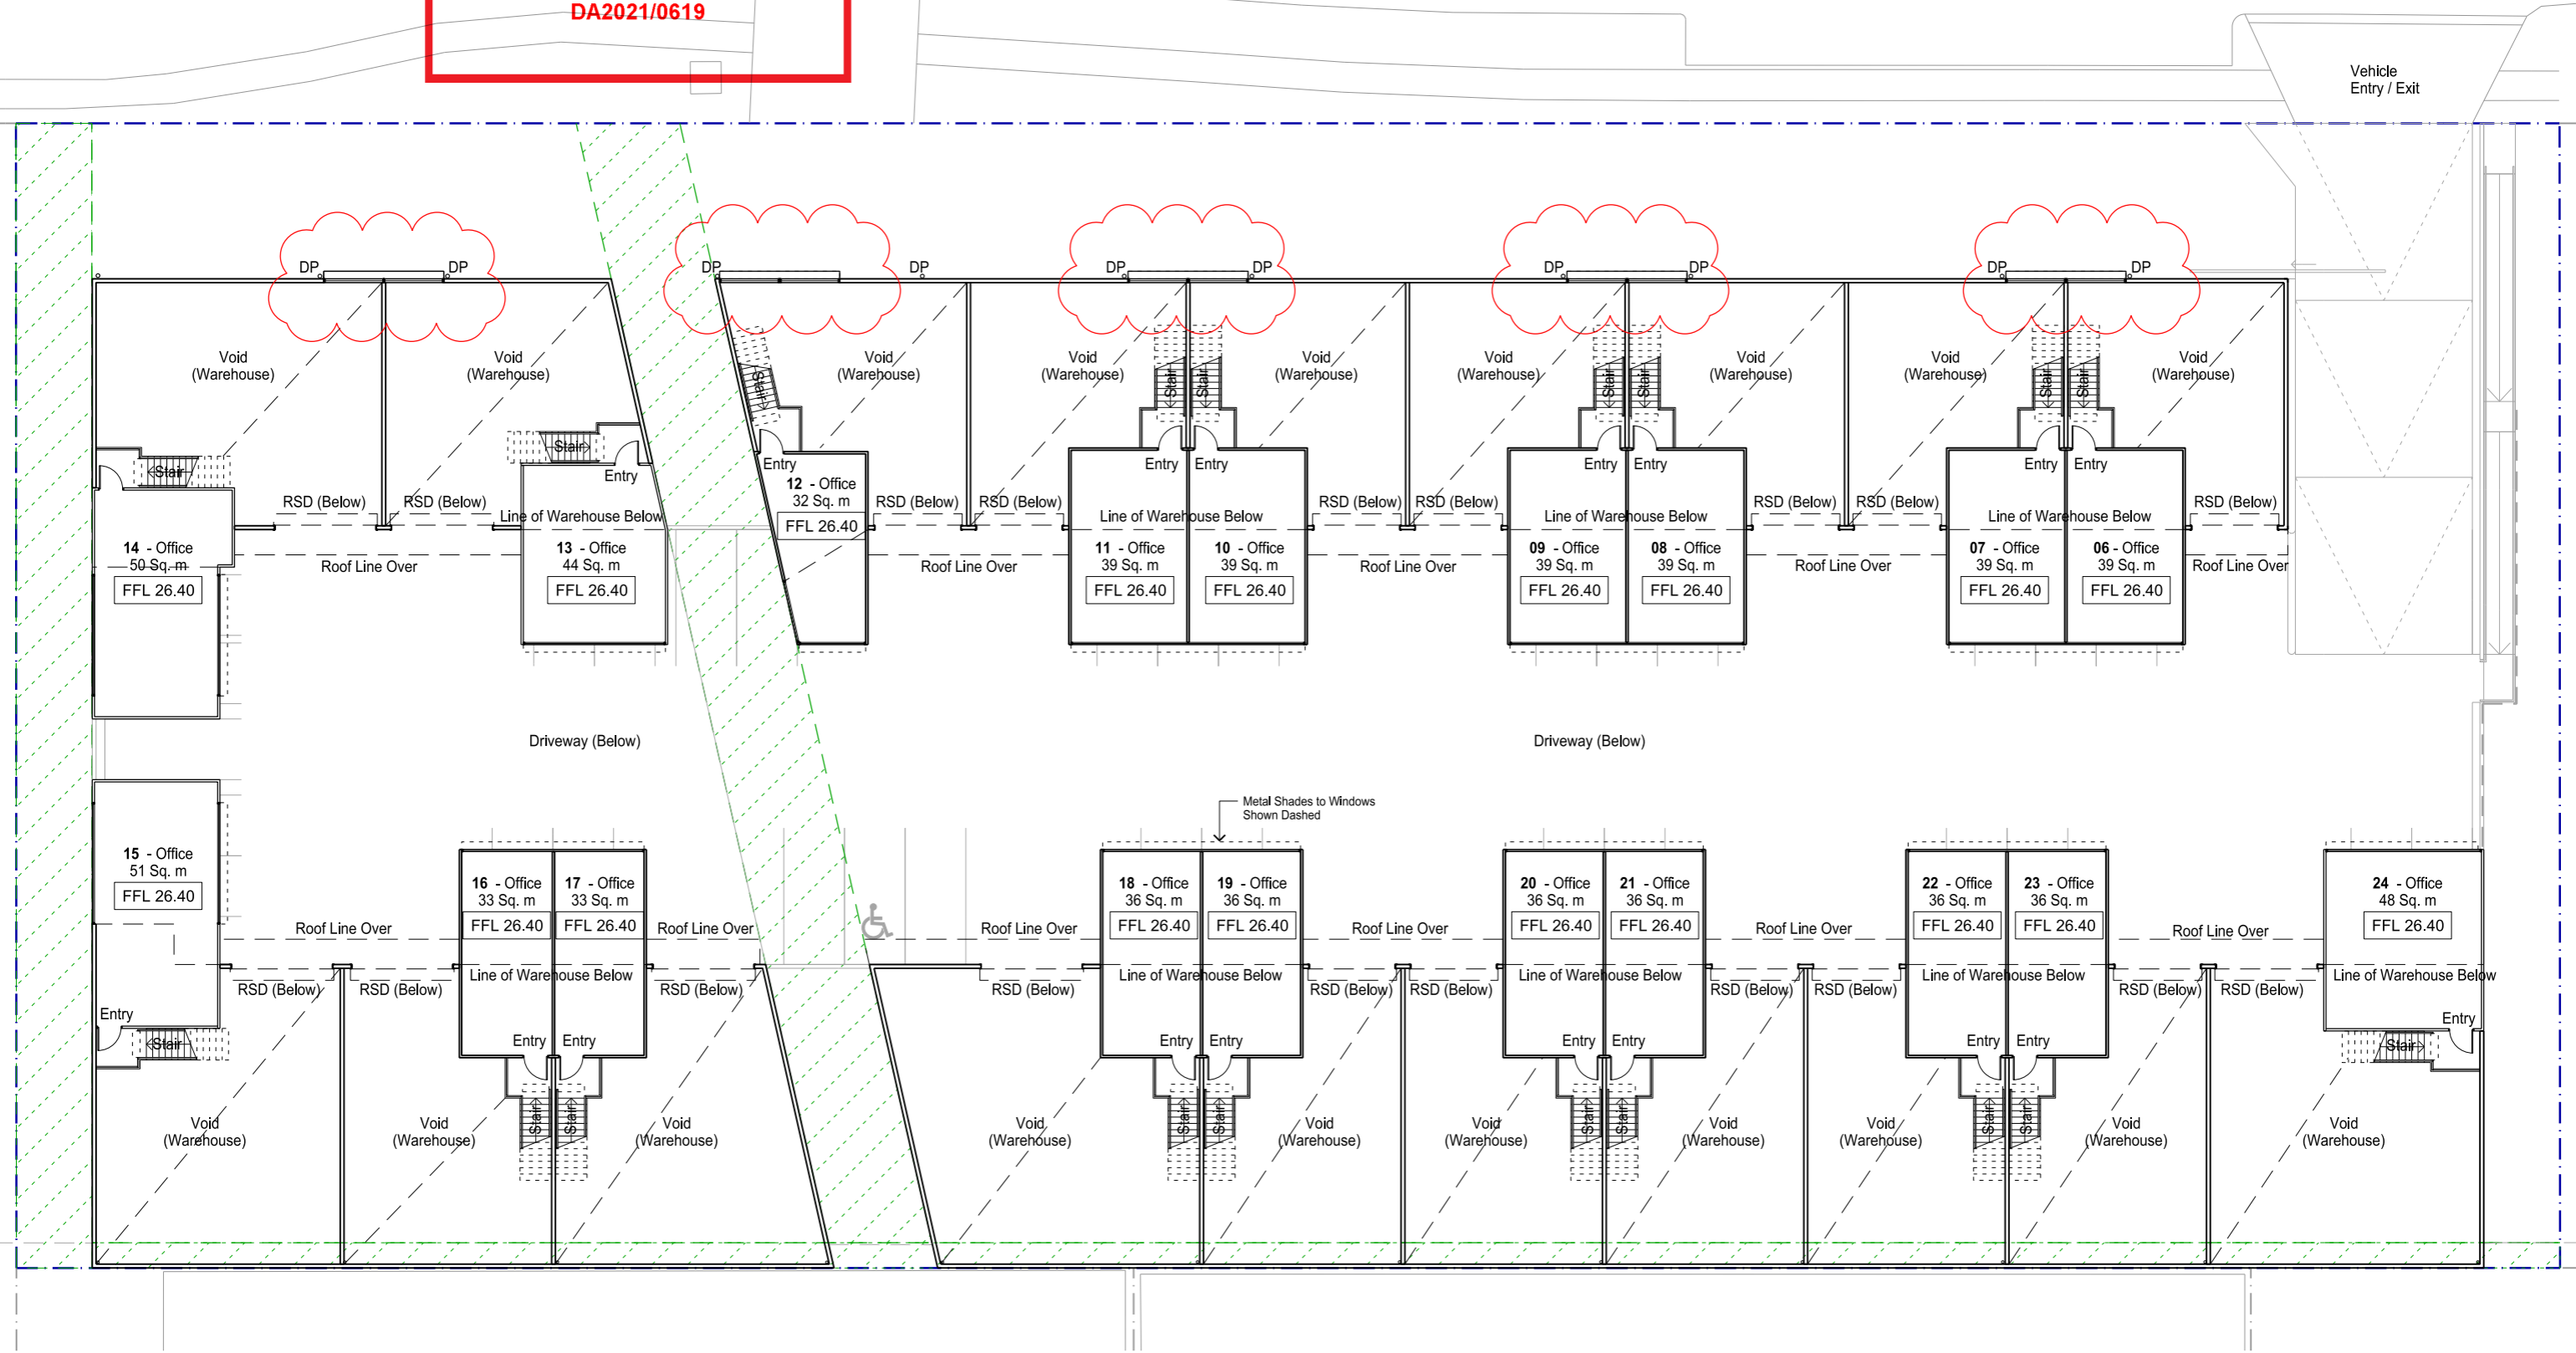 DA2021/0619
Vehicle
Entry / Exit
DP
DP
DP
DP
DP
DP
DP
DP
DP
DP
Void
(Warehouse)
Void
(Warehouse)
Void
(Warehouse)
Void
(Warehouse)
Void
(Warehouse)
Void
(Warehouse)
Void
(Warehouse)
Void
(Warehouse)
Void
(Warehouse)
Stair
Stair
Stair
Stair
Stair
Stair
Stair
Stair
Stair
Entry
Entry
Entry
Entry
Entry
Entry
Entry
Entry
RSD (Below)
RSD (Below)
RSD (Below)
RSD (Below)
RSD (Below)
RSD (Below)
RSD (Below)
RSD (Below)
RSD (Below)
Line of Warehouse Below
Line of Warehouse Below
Line of Warehouse Below
Line of Warehouse Below
14 - Office
50 Sq. m
FFL 26.40
Roof Line Over
13 - Office
44 Sq. m
FFL 26.40
12 - Office
32 Sq. m
FFL 26.40
Roof Line Over
11 - Office
39 Sq. m
FFL 26.40
10 - Office
39 Sq. m
FFL 26.40
Roof Line Over
09 - Office
39 Sq. m
FFL 26.40
08 - Office
39 Sq. m
FFL 26.40
Roof Line Over
07 - Office
39 Sq. m
FFL 26.40
06 - Office
39 Sq. m
FFL 26.40
Roof Line Over
Driveway (Below)
Driveway (Below)
Metal Shades to Windows
Shown Dashed
15 - Office
51 Sq. m
FFL 26.40
16 - Office
33 Sq. m
FFL 26.40
17 - Office
33 Sq. m
FFL 26.40
18 - Office
36 Sq. m
FFL 26.40
19 - Office
36 Sq. m
FFL 26.40
20 - Office
36 Sq. m
FFL 26.40
21 - Office
36 Sq. m
FFL 26.40
22 - Office
36 Sq. m
FFL 26.40
23 - Office
36 Sq. m
FFL 26.40
24 - Office
48 Sq. m
FFL 26.40
Roof Line Over
Roof Line Over
Roof Line Over
Roof Line Over
Roof Line Over
Roof Line Over
Line of Warehouse Below
Line of Warehouse Below
Line of Warehouse Below
Line of Warehouse Below
Line of Warehouse Below
RSD (Below)
RSD (Below)
RSD (Below)
RSD (Below)
RSD (Below)
RSD (Below)
RSD (Below)
RSD (Below)
RSD (Below)
RSD (Below)
Entry
Entry
Entry
Entry
Entry
Entry
Entry
Entry
Entry
Entry
Stair
Stair
Stair
Stair
Stair
Stair
Stair
Stair
Stair
Stair
Void
(Warehouse)
Void
(Warehouse)
Void
(Warehouse)
Void
(Warehouse)
Void
(Warehouse)
Void
(Warehouse)
Void
(Warehouse)
Void
(Warehouse)
Void
(Warehouse)
Void
(Warehouse)